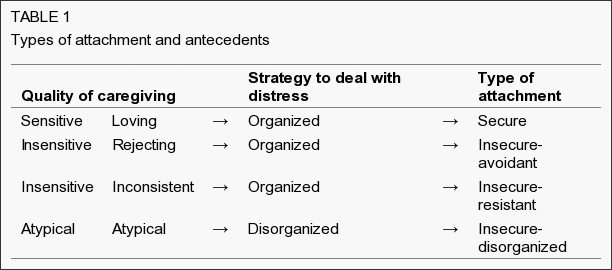 TABLE 1
Types of attachment and antecedents
Quality of caregiving Strategy to deal with distress Type of attachment
Sensitive Loving → Organized → Secure
Insensitive Rejecting → Organized → Insecure-avoidant
Insensitive Inconsistent → Organized → Insecure-resistant
Atypical Atypical → Disorganized → Insecure-disorganized